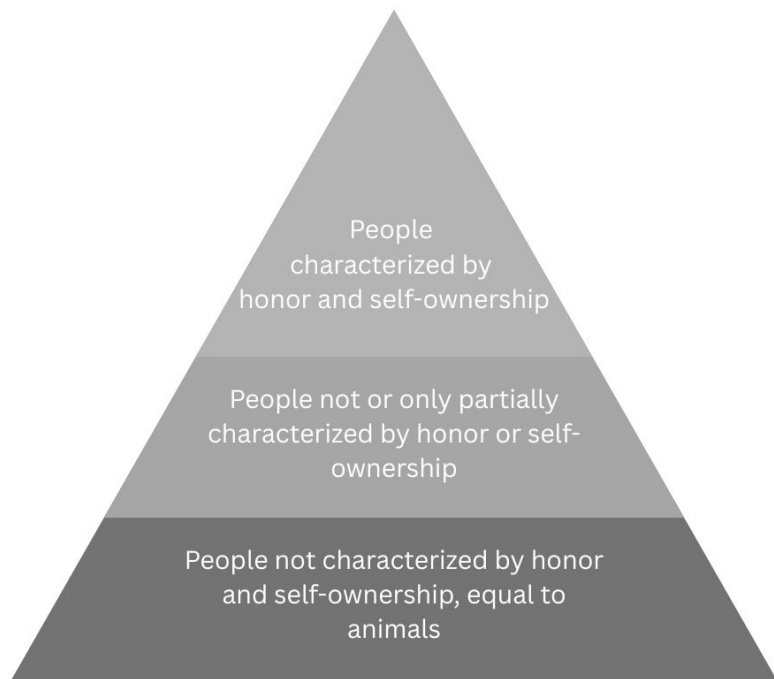 People
characterized by
honor and self-ownership
People not or only partially
characterized by honor or self-
ownership
People not characterized by honor
and self-ownership, equal to
animals